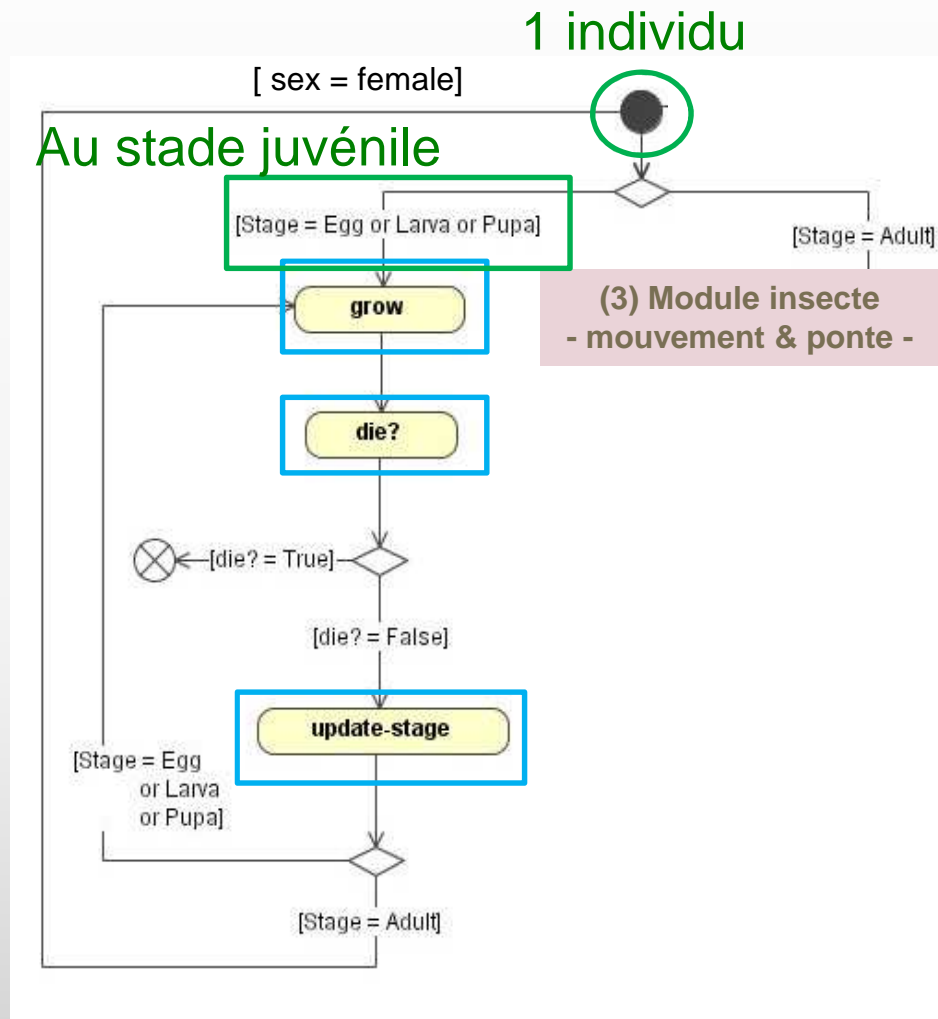 1 individu
[ sex = female]
Au stade juvénile
[Stage = Egg or Larva or Pupa]
[Stage = Adult]
grow
(3) Module insecte
- mouvement & ponte -
die?
[die? = True]
[die? = False]
update-stage
[Stage = Egg
or Larva
or Pupa]
[Stage = Adult]